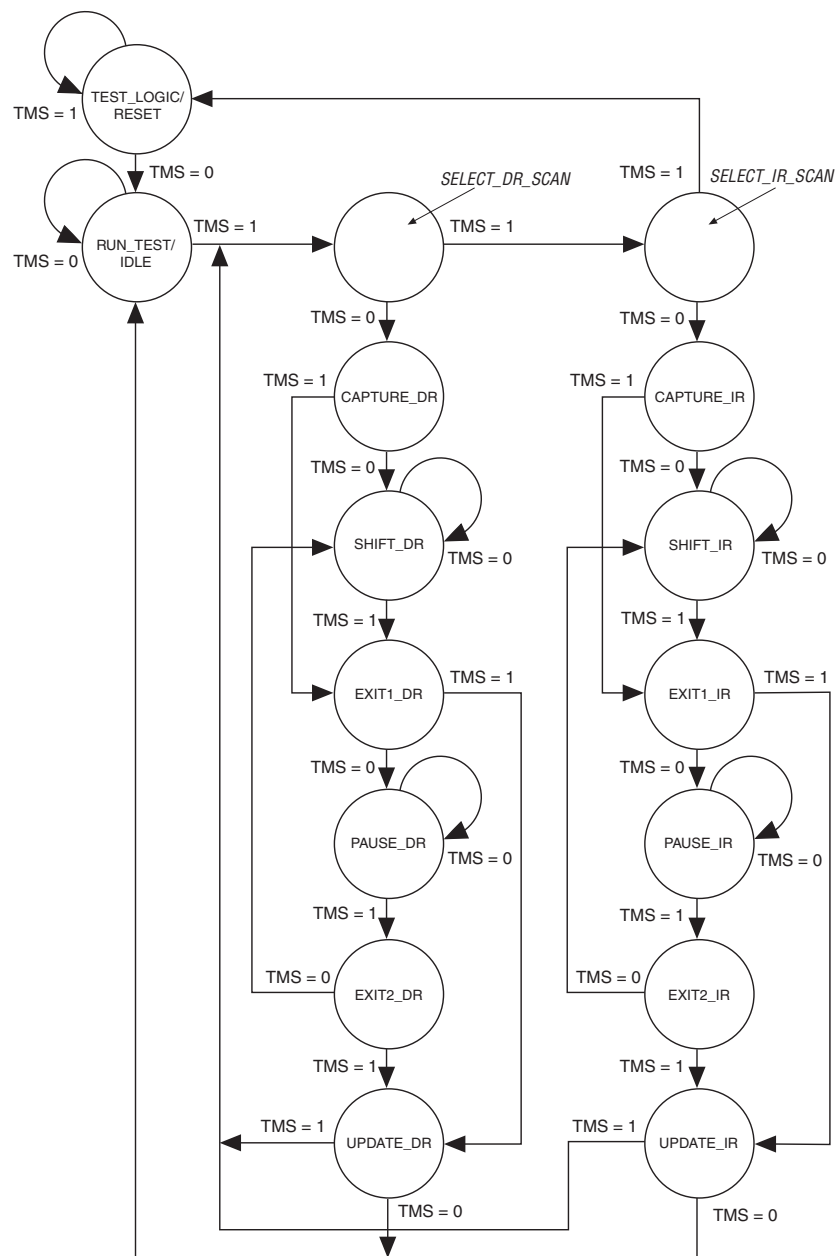 TEST_LOGIC/
RESET
TMS = 1
TMS = 0
SELECT_DR_SCAN
TMS = 1
SELECT_IR_SCAN
RUN_TEST/
IDLE
TMS = 1
TMS = 1
TMS = 0
TMS = 0
TMS = 0
TMS = 1
TMS = 1
CAPTURE_DR
CAPTURE_IR
TMS = 0
TMS = 0
SHIFT_DR
SHIFT_IR
TMS = 0
TMS = 0
TMS = 1
TMS = 1
TMS = 1
TMS = 1
EXIT1_DR
EXIT1_IR
TMS = 0
TMS = 0
PAUSE_DR
PAUSE_IR
TMS = 0
TMS = 0
TMS = 1
TMS = 1
TMS = 0
TMS = 0
EXIT2_DR
EXIT2_IR
TMS = 1
TMS = 1
TMS = 1
TMS = 1
UPDATE_DR
UPDATE_IR
TMS = 0
TMS = 0